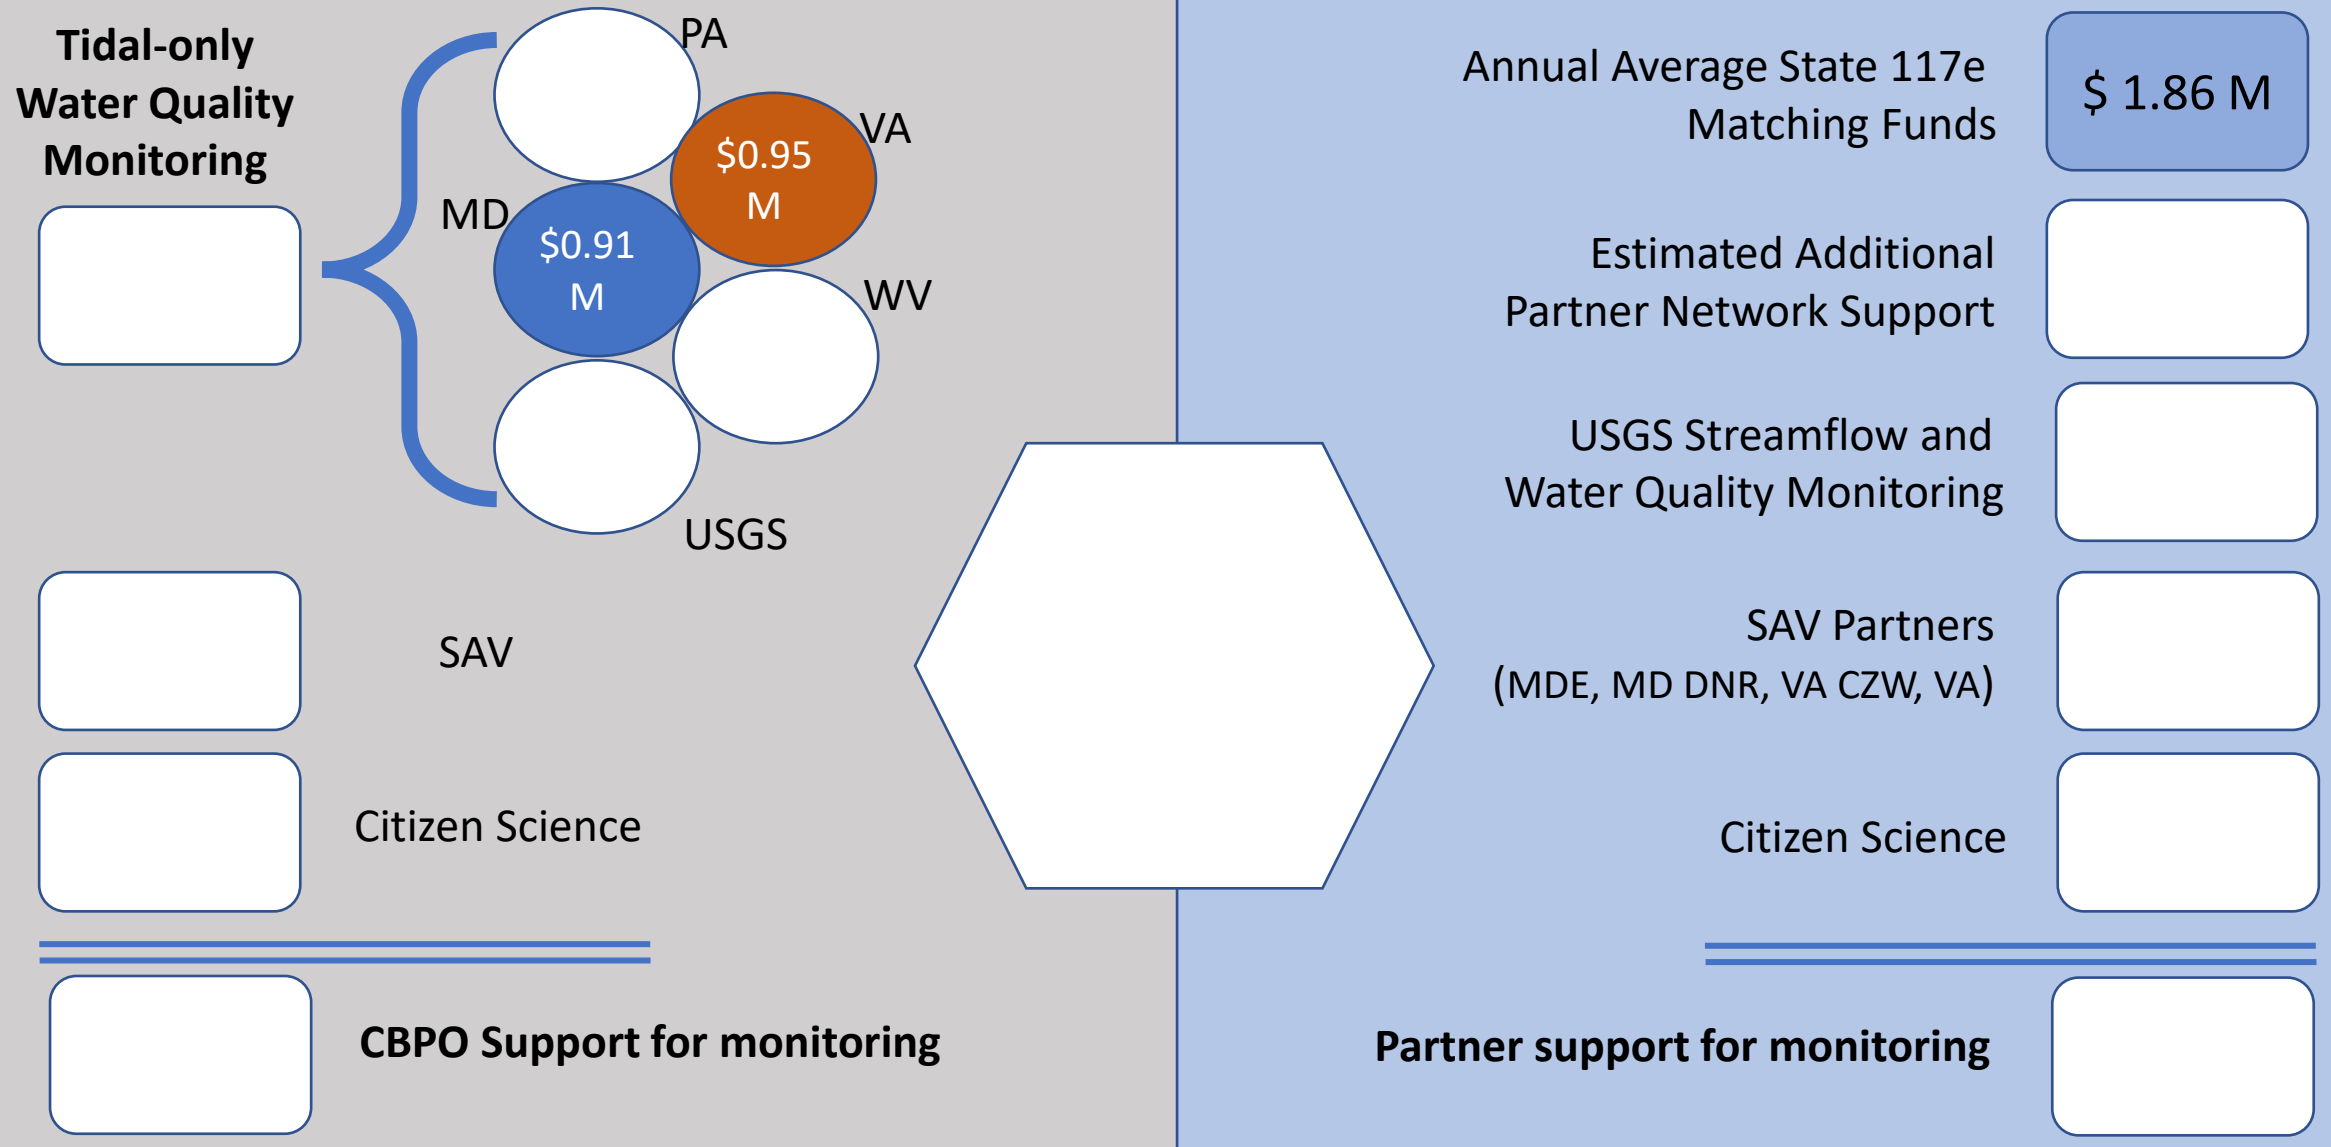 Tidal-only
Water Quality
Monitoring
PA
VA
$0.95
M
MD
$0.91
M
WV
USGS
SAV
Citizen Science
CBPO Support for monitoring
Annual Average State 117e
Matching Funds
$ 1.86 M
Estimated Additional
Partner Network Support
USGS Streamflow and
Water Quality Monitoring
SAV Partners
(MDE, MD DNR, VA CZW, VA)
Citizen Science
Partner support for monitoring